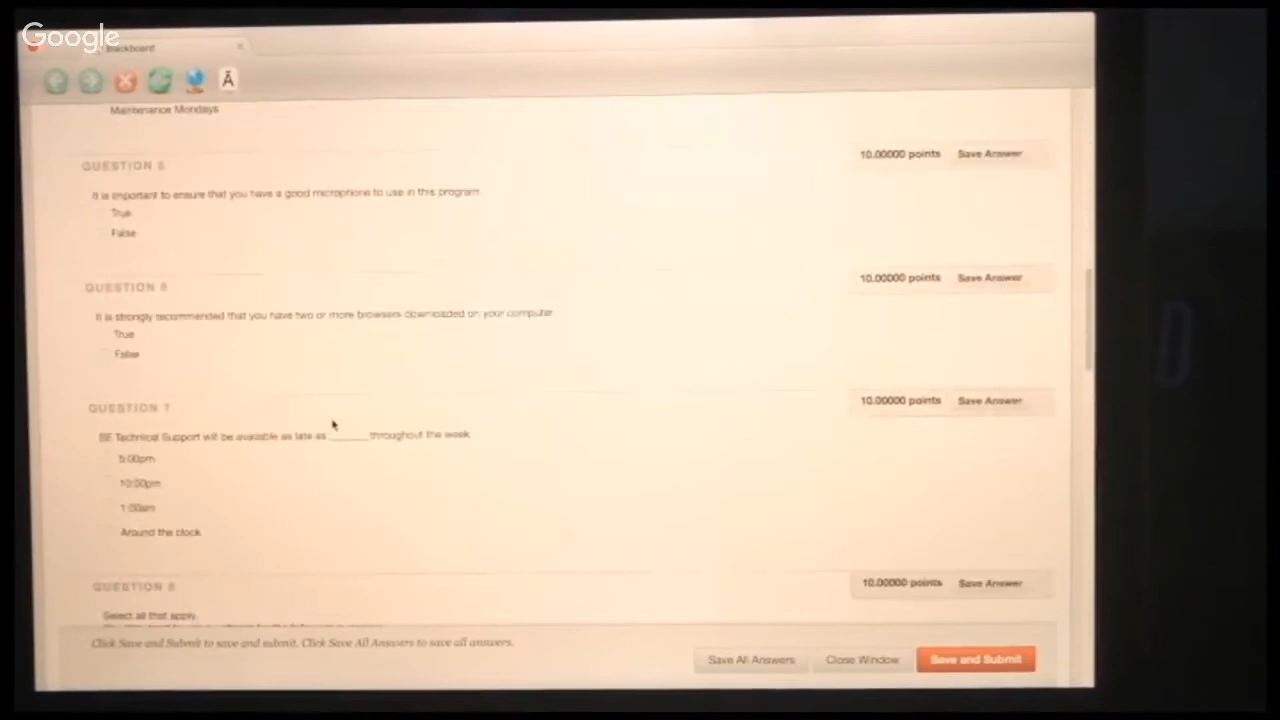 Google
Blackboard
Ā
Maintenance Mondays
QUESTION 5
10.00000 points Save Answer
It is important to ensure that you have a good microphone to use in this program.
True
False
QUESTION 6
10.00000 points Save Answer
It is strongly recommended that you have two or more browsers downloaded on your computer.
True
False
QUESTION 7
10.00000 points Save Answer
Technical Support will be available as late as ______ throughout the week.
5:00pm
10:00pm
1:00am
Around the clock
QUESTION 8
10.00000 points Save Answer
Select all that apply.
Click Save and Submit to save and submit. Click Save All Answers to save all answers.
Save All Answers Close Window Save and Submit